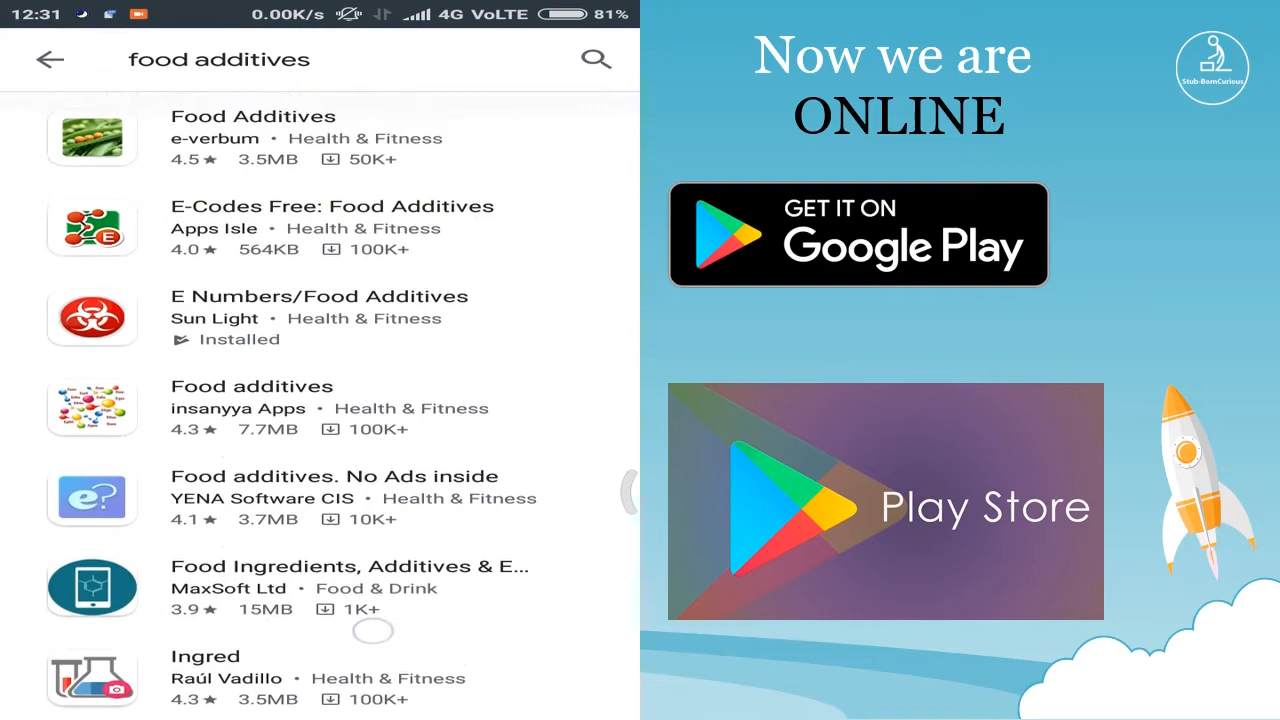 12:31 0.00K/s 4G VoLTE 81%
food additives
Food Additives
e-verbum • Health & Fitness
4.5★ 3.5MB 50K+
E-Codes Free: Food Additives
Apps Isle • Health & Fitness
4.0★ 564KB 100K+
E
E Numbers/Food Additives
Sun Light • Health & Fitness
Installed
Food additives
insanyya Apps • Health & Fitness
4.3★ 7.7MB 100K+
Food additives. No Ads inside
YENA Software CIS • Health & Fitness
4.1★ 3.7MB 10K+
e?
Food Ingredients, Additives & E...
MaxSoft Ltd • Food & Drink
3.9★ 15MB 1K+
Ingred
Raúl Vadillo • Health & Fitness
4.3★ 3.5MB 100K+
Now we are
ONLINE
Stub-BornCurious
GET IT ON
Google Play
Play Store